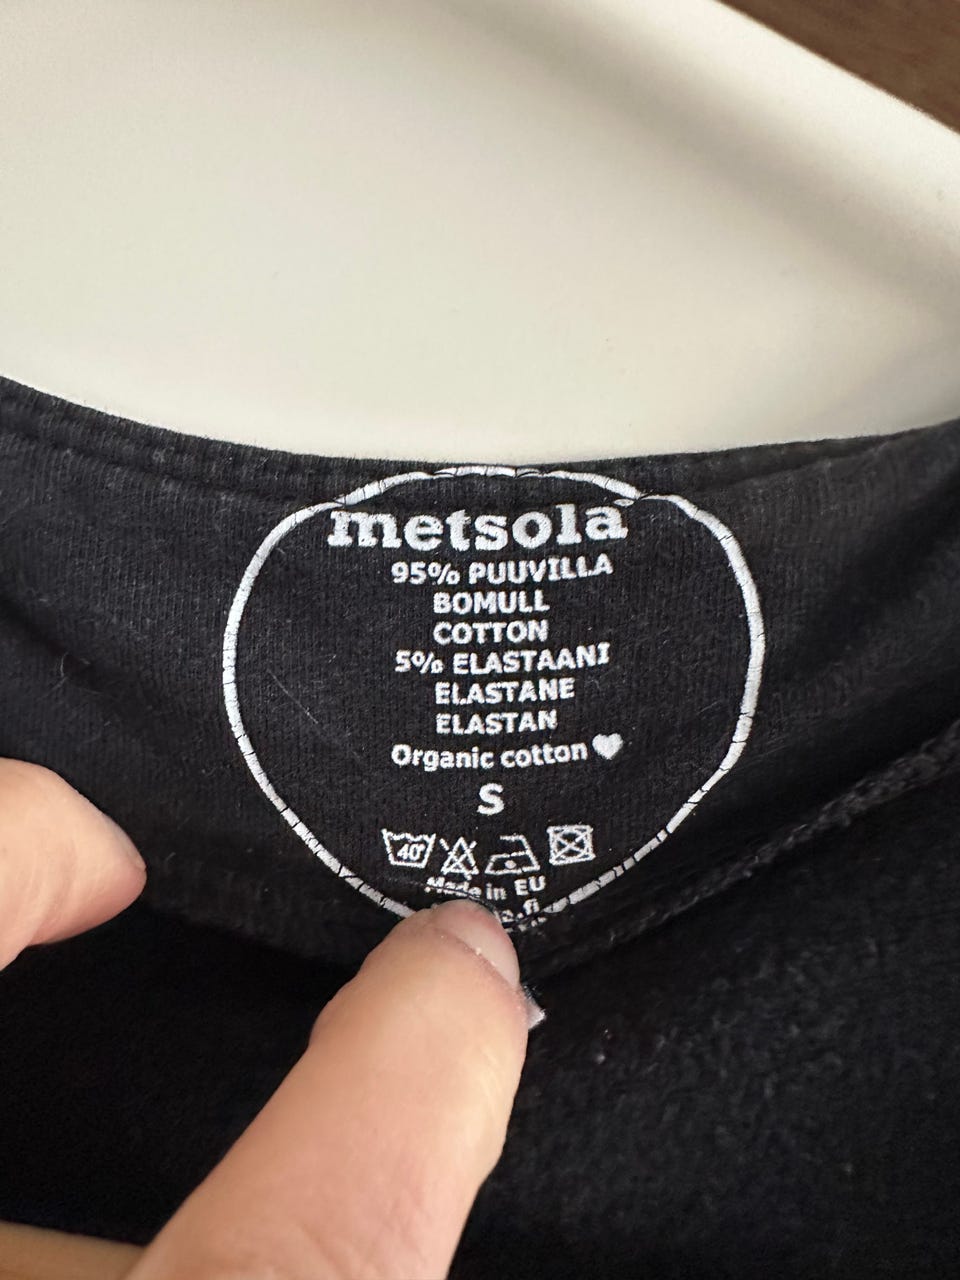 metsola
95% PUUVILLA
BOMULL
COTTON
5% ELASTAANI
ELASTANE
ELASTAN
Organic cotton
S
40°
Made in EU